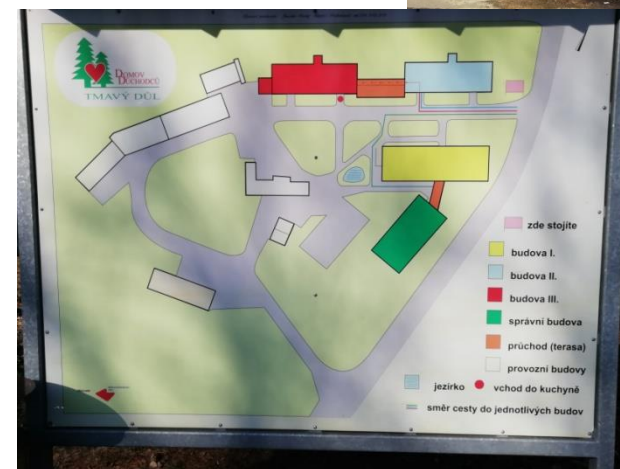 DOMOV
DŮCHODCŮ
TMAVÝ DŮL
zde stojíte
budova I.
budova II.
budova III.
správní budova
průchod (terasa)
provozní budovy
jezírko
vchod do kuchyně
směr cesty do jednotlivých budov